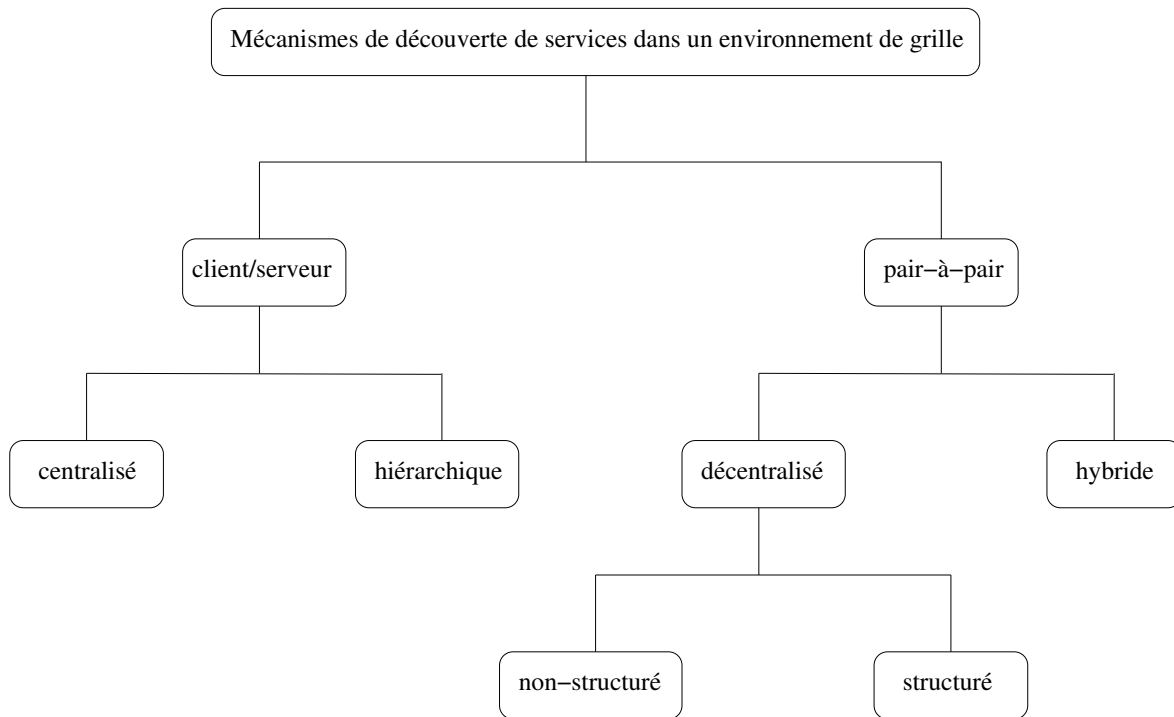 Mécanismes de découverte de services dans un environnement de grille
client/serveur
pair−à−pair
centralisé
hiérarchique
décentralisé
hybride
non−structuré
structuré